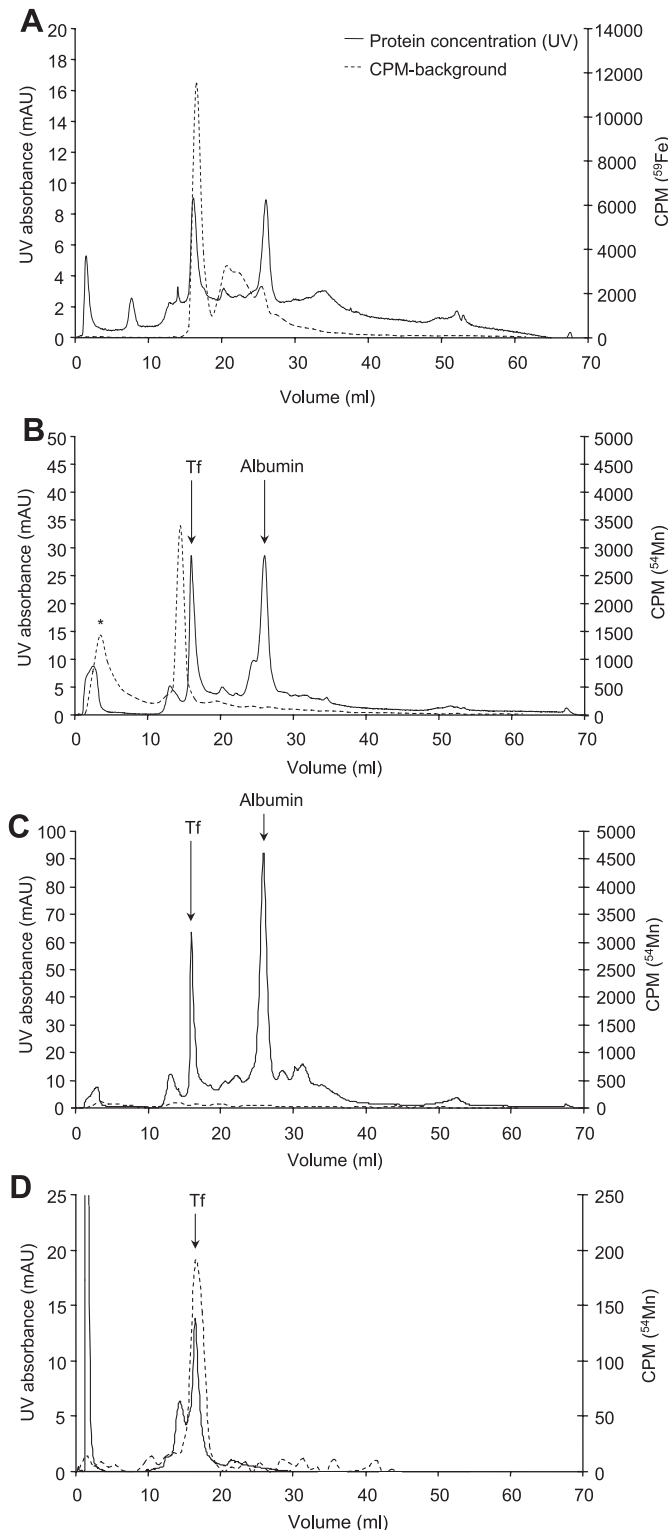 A
Protein concentration (UV)
CPM-background
UV absorbance (mAU)
20
18
16
14
12
10
8
6
4
2
0
CPM (⁵⁹Fe)
14000
12000
10000
8000
6000
4000
2000
0
0 10 20 30 40 50 60 70
Volume (ml)
B
Tf
Albumin
*
UV absorbance (mAU)
50
45
40
35
30
25
20
15
10
5
0
CPM (⁵⁴Mn)
5000
4500
4000
3500
3000
2500
2000
1500
1000
500
0
0 10 20 30 40 50 60 70
Volume (ml)
C
Tf
Albumin
UV absorbance (mAU)
100
90
80
70
60
50
40
30
20
10
0
CPM (⁵⁴Mn)
5000
4500
4000
3500
3000
2500
2000
1500
1000
500
0
0 10 20 30 40 50 60 70
Volume (ml)
D
Tf
UV absorbance (mAU)
25
20
15
10
5
0
CPM (⁵⁴Mn)
250
200
150
100
50
0
0 10 20 30 40 50 60 70
Volume (ml)